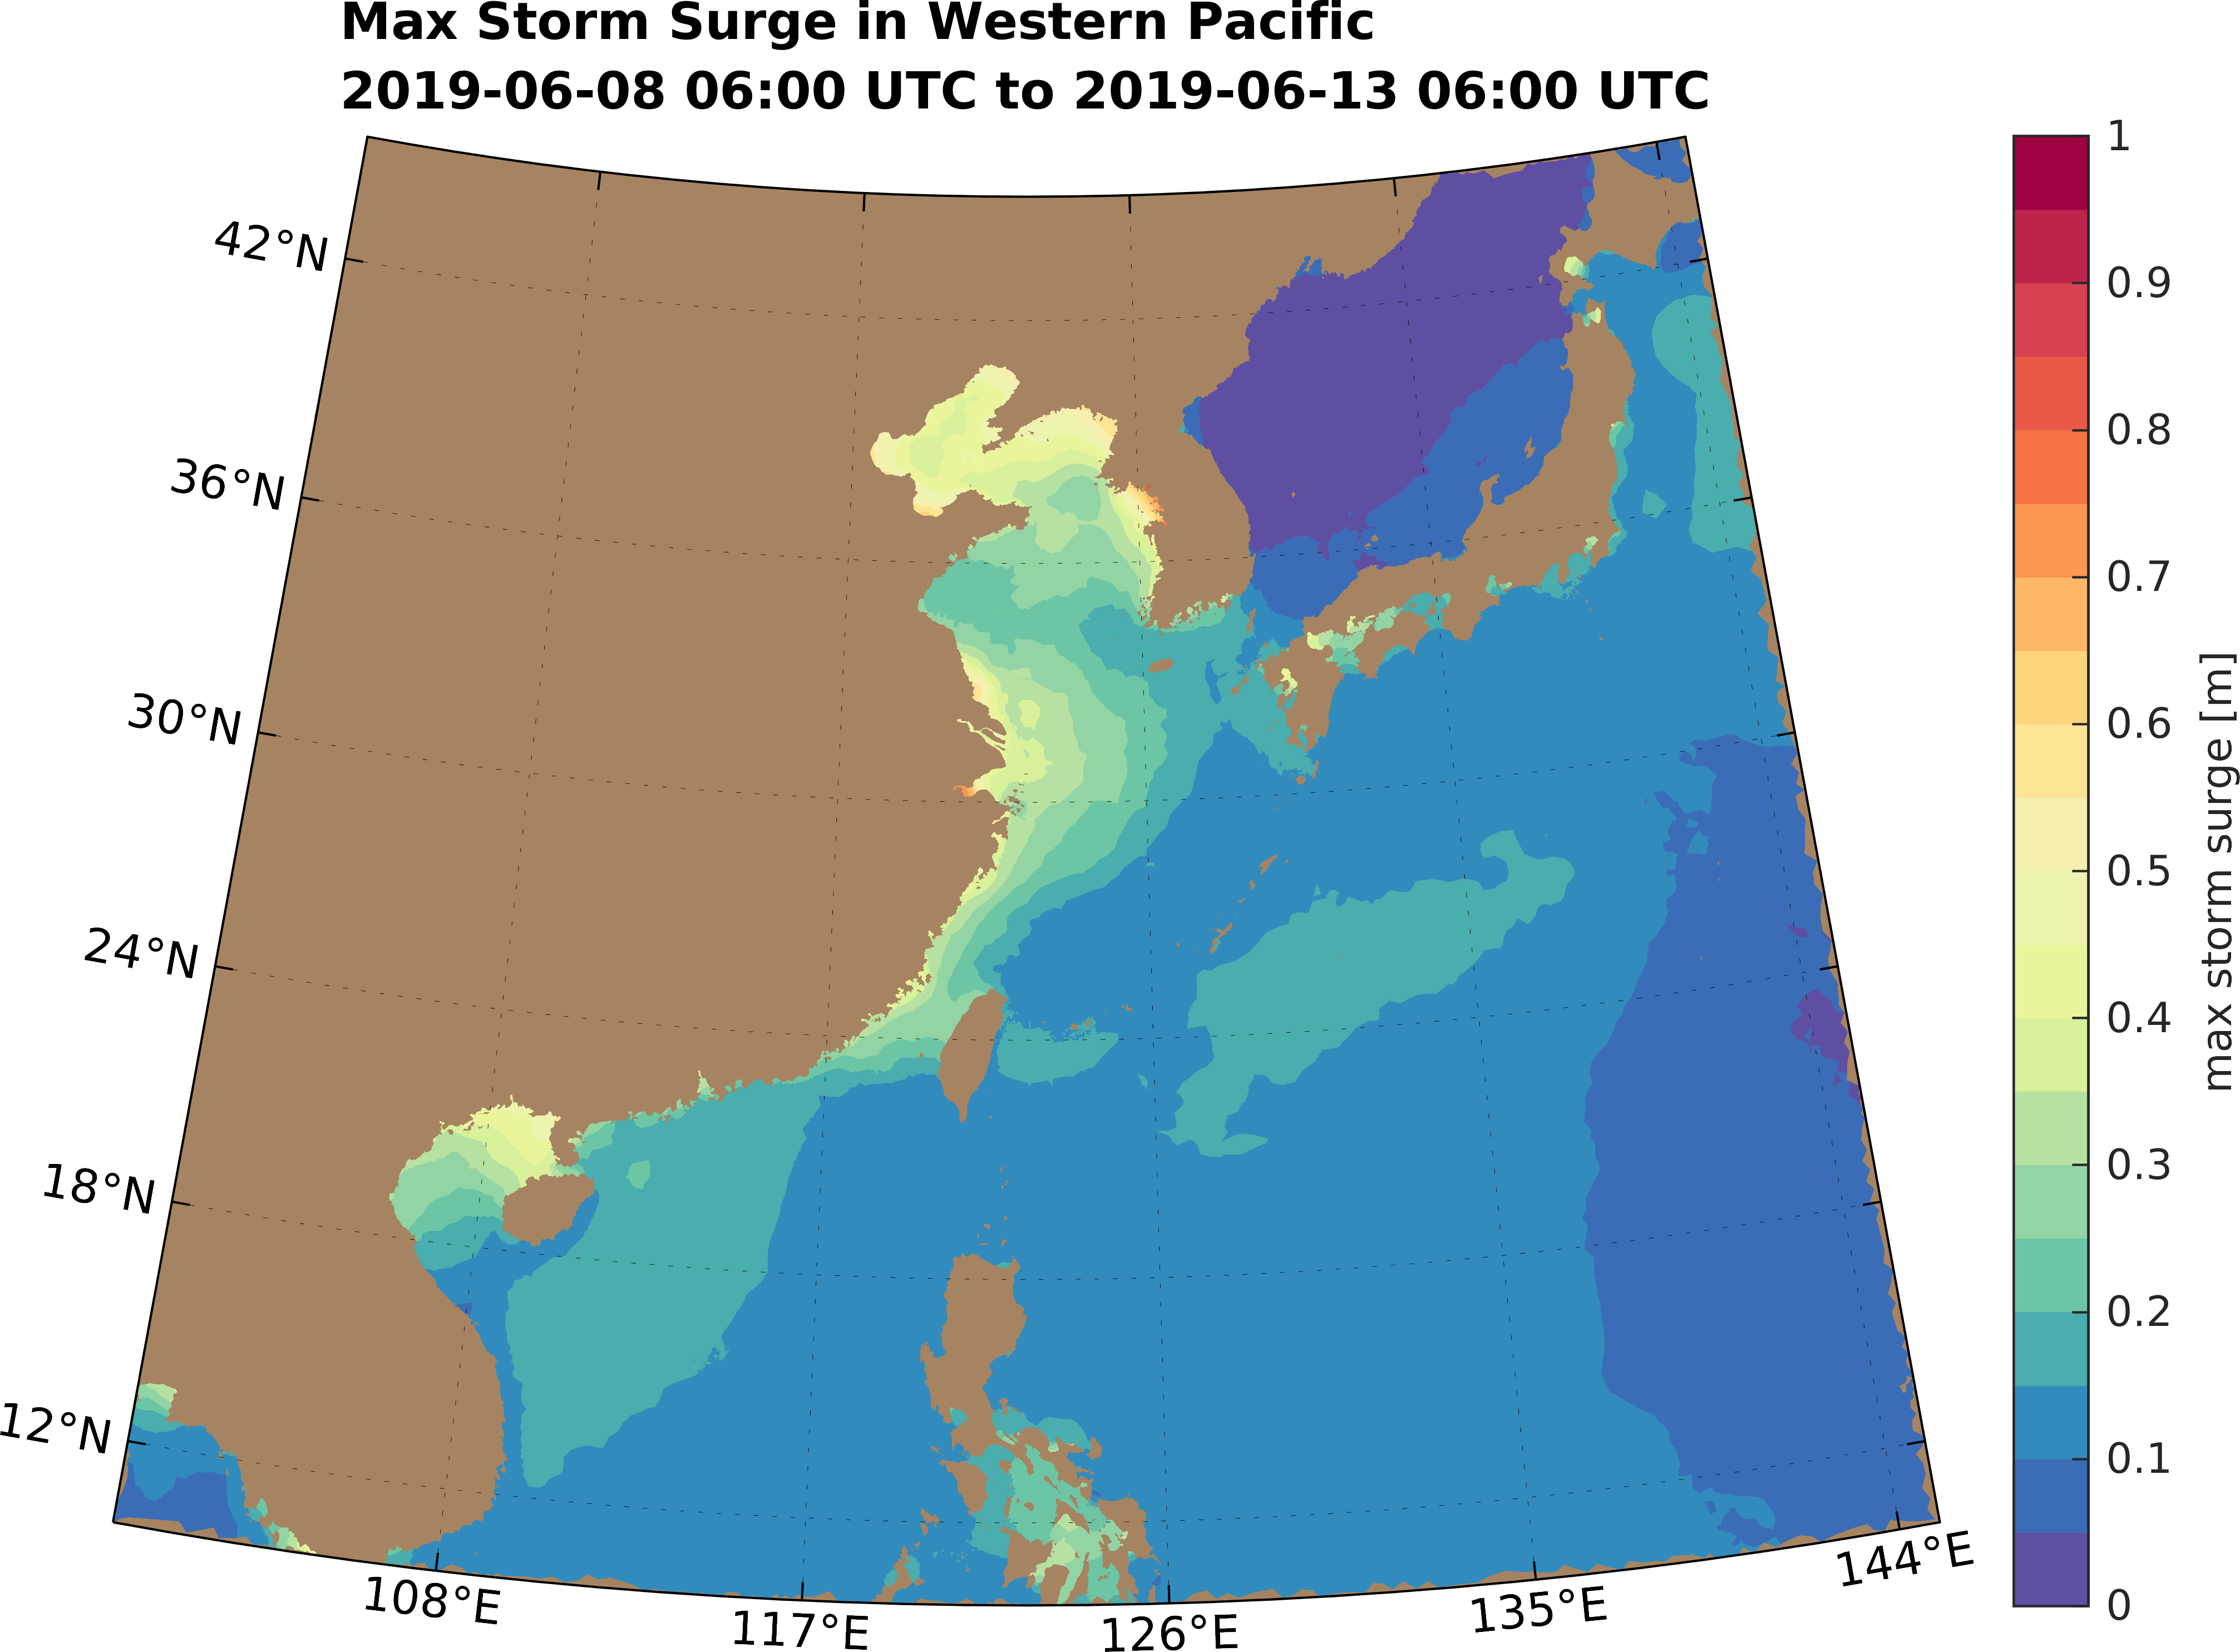 Max Storm Surge in Western Pacific
2019-06-08 06:00 UTC to 2019-06-13 06:00 UTC
42°N
36°N
30°N
24°N
18°N
12°N
108°E
117°E
126°E
135°E
144°E
1
0.9
0.8
0.7
0.6
0.5
0.4
0.3
0.2
0.1
0
max storm surge [m]